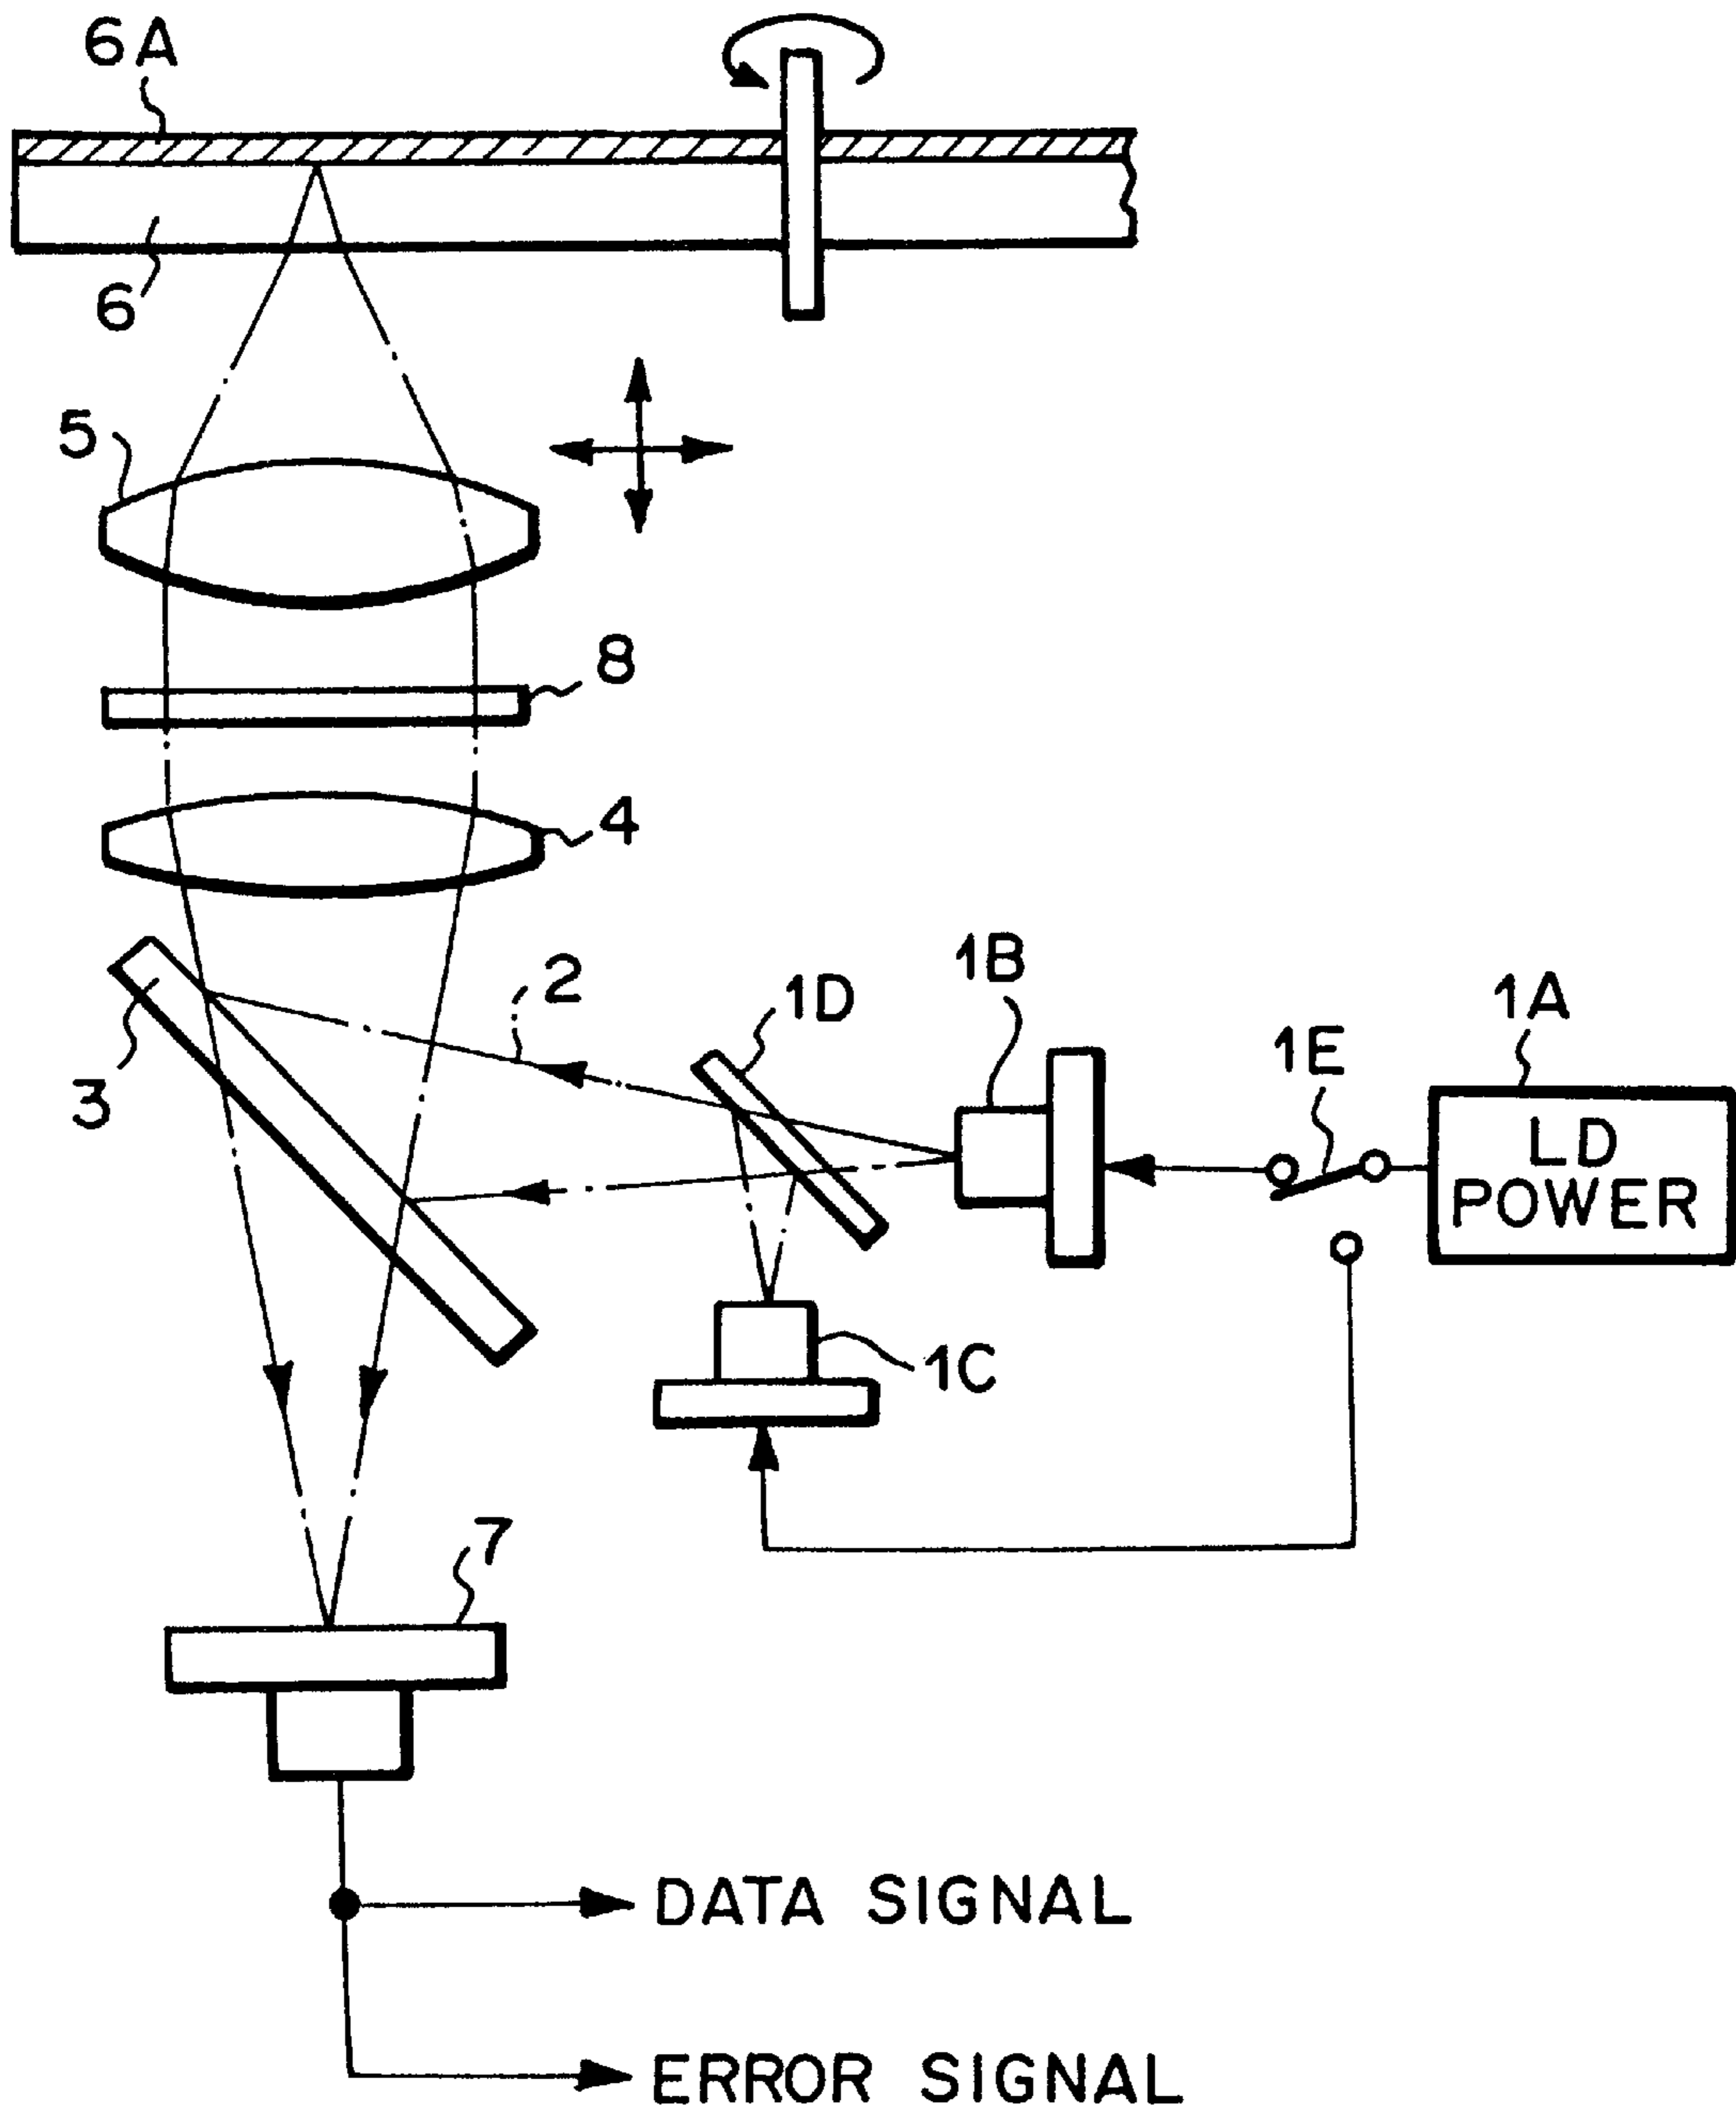 6A
6
5
8
4
2
1D
1B
1E
1A
LD
POWER
3
1C
7
DATA SIGNAL
ERROR SIGNAL